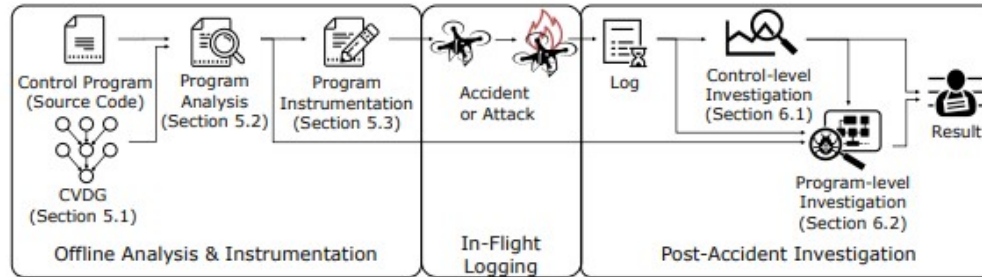 Control Program
(Source Code)
CVDG
(Section 5.1)
Program
Analysis
(Section 5.2)
Program
Instrumentation
(Section 5.3)
Offline Analysis & Instrumentation
Accident
or Attack
In-Flight
Logging
Log
Control-level
Investigation
(Section 6.1)
Program-level
Investigation
(Section 6.2)
Result
Post-Accident Investigation